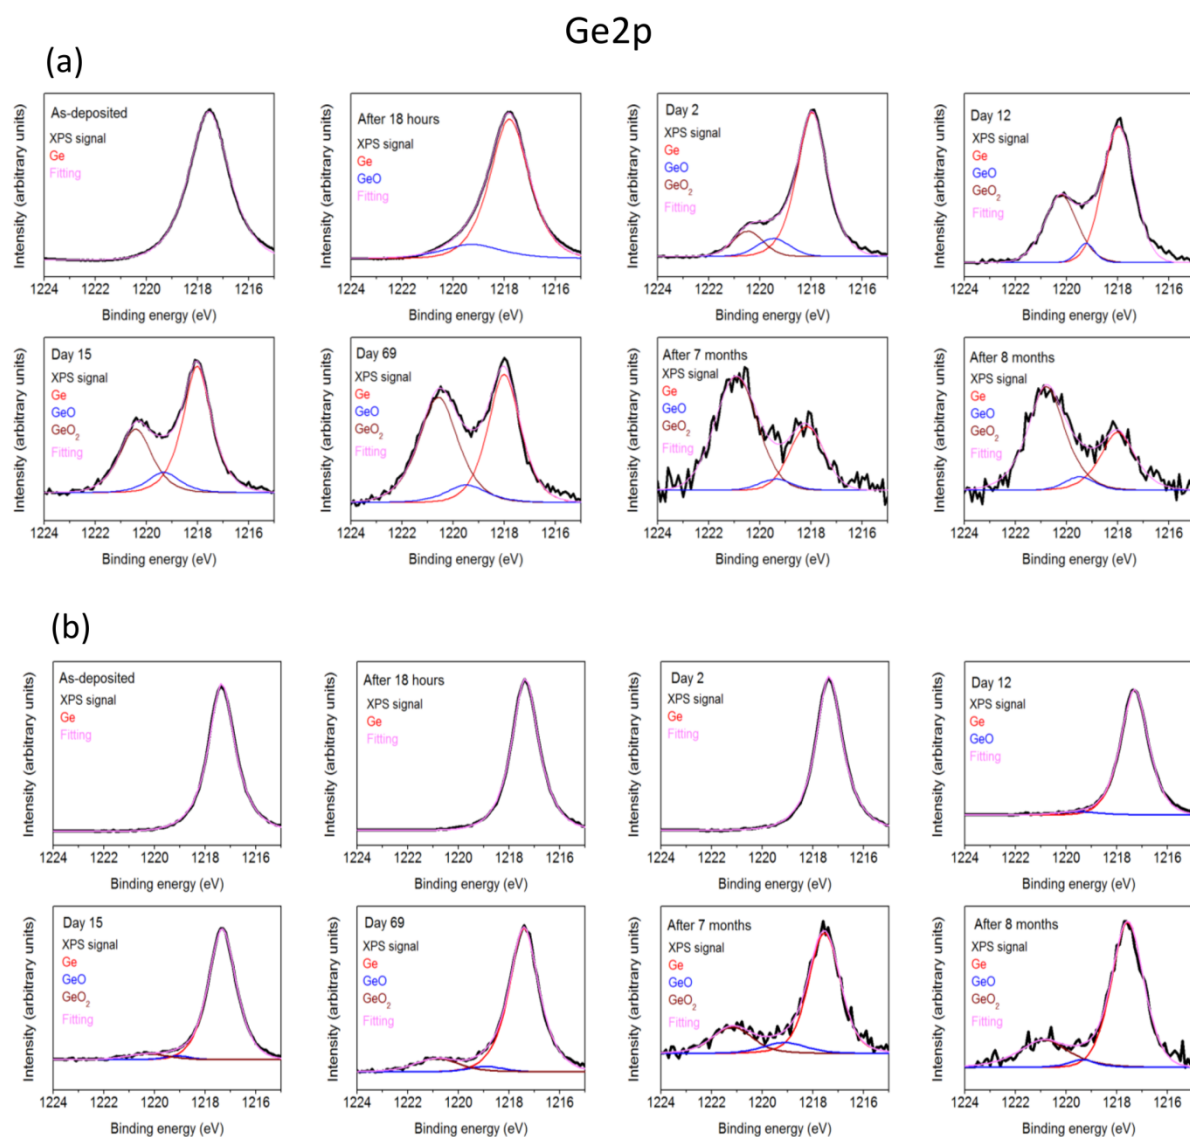 Ge2p
(a)
Intensity (arbitrary units)
As-deposited
XPS signal
Ge
Fitting
1224 1222 1220 1218 1216
Binding energy (eV)
Intensity (arbitrary units)
After 18 hours
XPS signal
Ge
GeO
Fitting
1224 1222 1220 1218 1216
Binding energy (eV)
Intensity (arbitrary units)
Day 2
XPS signal
Ge
GeO
GeO2
Fitting
1224 1222 1220 1218 1216
Binding energy (eV)
Intensity (arbitrary units)
Day 12
XPS signal
Ge
GeO
GeO2
Fitting
1224 1222 1220 1218 1216
Binding energy (eV)
Intensity (arbitrary units)
Day 15
XPS signal
Ge
GeO
GeO2
Fitting
1224 1222 1220 1218 1216
Binding energy (eV)
Intensity (arbitrary units)
Day 69
XPS signal
Ge
GeO
GeO2
Fitting
1224 1222 1220 1218 1216
Binding energy (eV)
Intensity (arbitrary units)
After 7 months
XPS signal
Ge
GeO
GeO2
Fitting
1224 1222 1220 1218 1216
Binding energy (eV)
Intensity (arbitrary units)
After 8 months
XPS signal
Ge
GeO
GeO2
Fitting
1224 1222 1220 1218 1216
Binding energy (eV)
(b)
Intensity (arbitrary units)
As-deposited
XPS signal
Ge
Fitting
1224 1222 1220 1218 1216
Binding energy (eV)
Intensity (arbitrary units)
After 18 hours
XPS signal
Ge
Fitting
1224 1222 1220 1218 1216
Binding energy (eV)
Intensity (arbitrary units)
Day 2
XPS signal
Ge
Fitting
1224 1222 1220 1218 1216
Binding energy (eV)
Intensity (arbitrary units)
Day 12
XPS signal
Ge
GeO
Fitting
1224 1222 1220 1218 1216
Binding energy (eV)
Intensity (arbitrary units)
Day 15
XPS signal
Ge
GeO
GeO2
Fitting
1224 1222 1220 1218 1216
Binding energy (eV)
Intensity (arbitrary units)
Day 69
XPS signal
Ge
GeO
GeO2
Fitting
1224 1222 1220 1218 1216
Binding energy (eV)
Intensity (arbitrary units)
After 7 months
XPS signal
Ge
GeO
GeO2
Fitting
1224 1222 1220 1218 1216
Binding energy (eV)
Intensity (arbitrary units)
After 8 months
XPS signal
Ge
GeO
GeO2
Fitting
1224 1222 1220 1218 1216
Binding energy (eV)